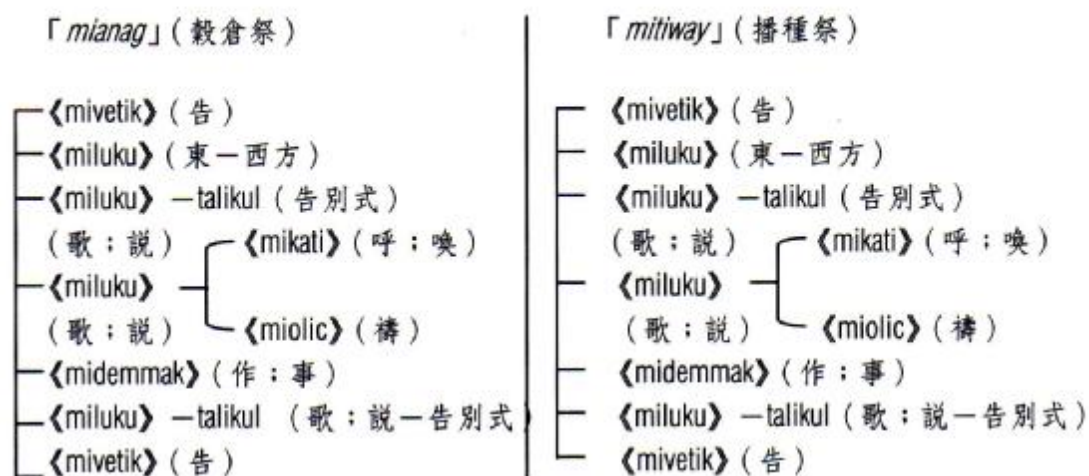 「mianag」(穀倉祭)
《mivetik》(告)
《miluku》(東－西方)
《miluku》－talikul(告別式)
(歌；説)
《mikati》(呼；喚)
《miluku》
(歌；説)
《miolic》(禱)
《midemmak》(作；事)
《miluku》－talikul (歌；説－告別式)
《mivetik》(告)
「mitiway」(播種祭)
《mivetik》(告)
《miluku》(東－西方)
《miluku》－talikul(告別式)
(歌；説)
《mikati》(呼；喚)
《miluku》
(歌；説)
《miolic》(禱)
《midemmak》(作；事)
《miluku》－talikul(歌；説－告別式)
《mivetik》(告)